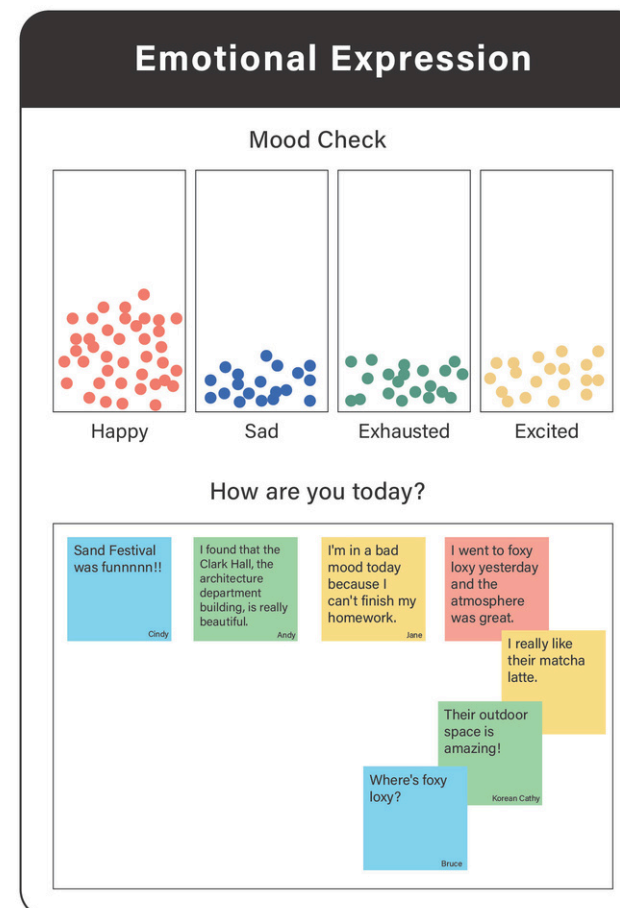 Emotional Expression
Mood Check
Happy
Sad
Exhausted
Excited
How are you today?
Sand Festival
was funnnnn!!
Cindy
I found that the
Clark Hall, the
architecture
department
building, is really
beautiful.
Andy
I'm in a bad
mood today
because I
can't finish my
homework.
Jane
I went to foxy
loxy yesterday
and the
atmosphere
was great.
I really like
their matcha
latte.
Their outdoor
space is
amazing!
Korean Cathy
Where's foxy
loxy?
Bruce